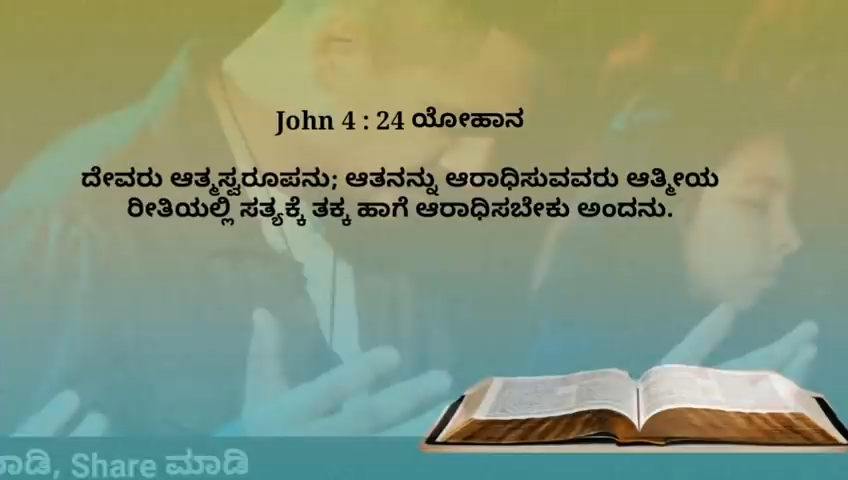 John 4 : 24 ಯೋಹಾನ
ದೇವರು ಆತ್ಮಸ್ವರೂಪನು; ಆತನನ್ನು ಆರಾಧಿಸುವವರು ಆತ್ಮೀಯ
ರೀತಿಯಲ್ಲಿ ಸತ್ಯಕ್ಕೆ ತಕ್ಕ ಹಾಗೆ ಆರಾಧಿಸಬೇಕು ಅಂದನು.
Share ಮಾಡಿ